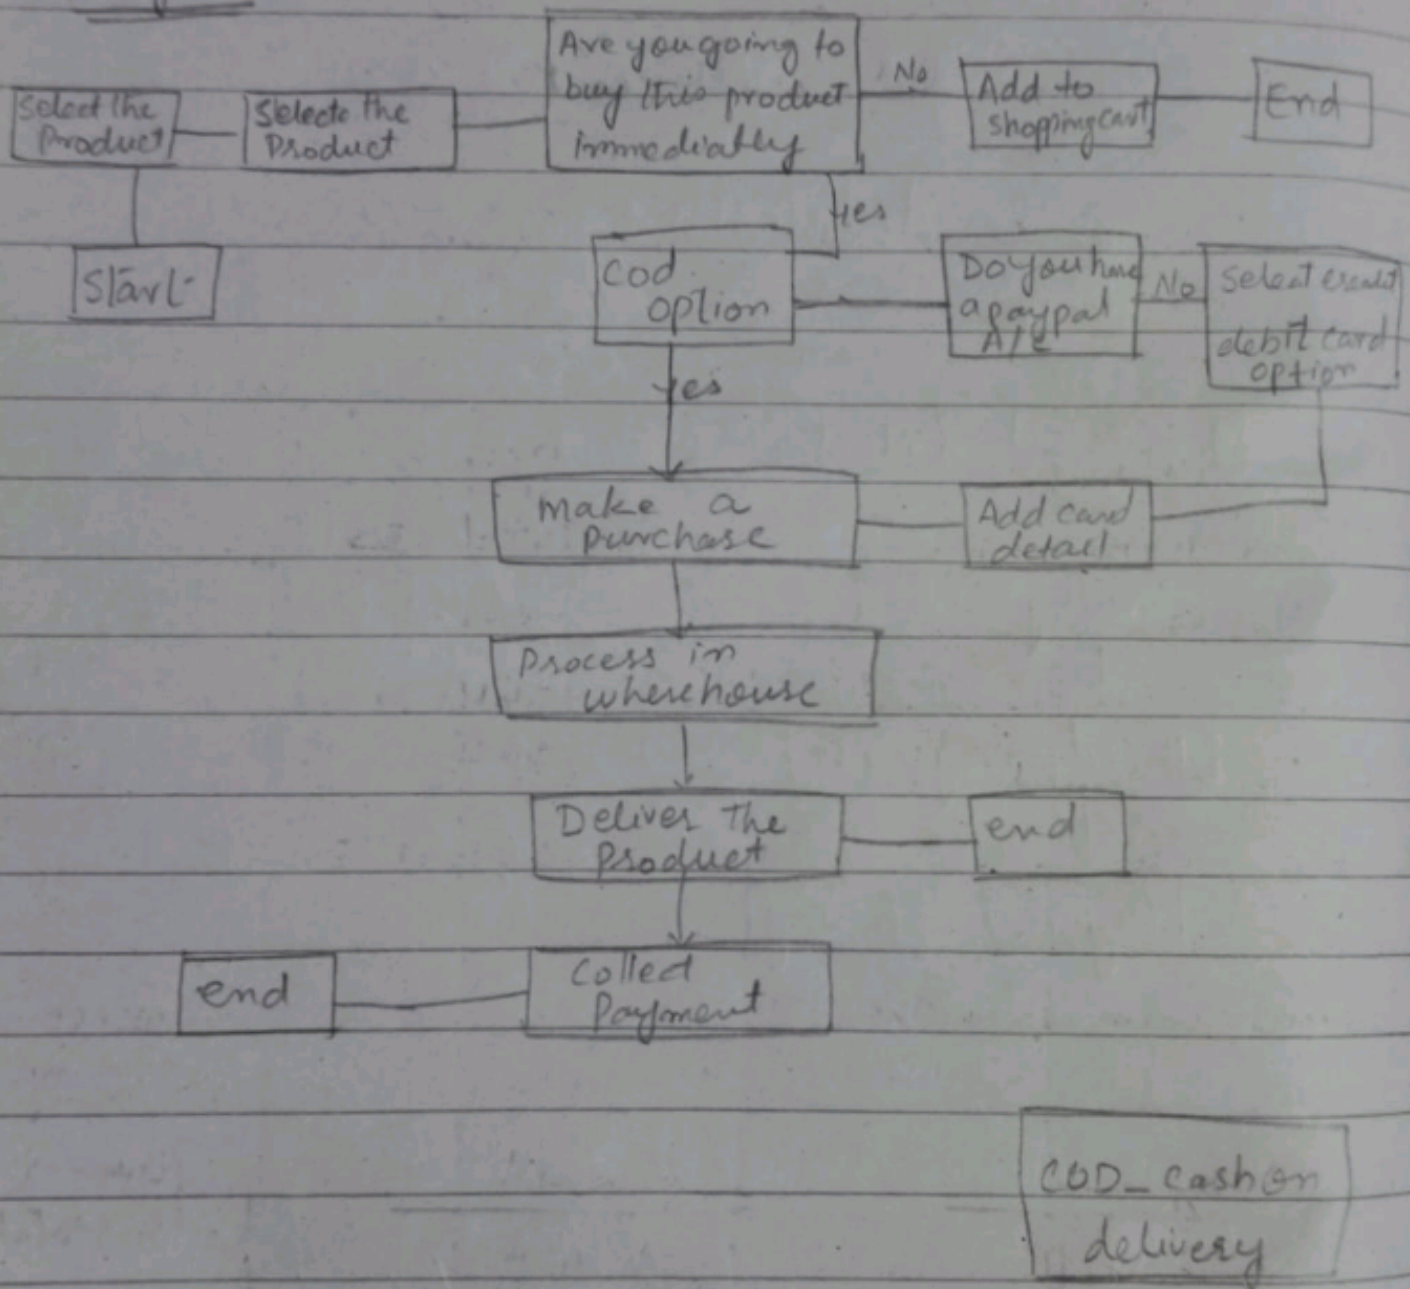 Are you going to
buy this product
immediatly
No
Add to
shopping cart
End
Select the
Product
Selecte the
Product
yes
Start
Cod
option
Do you have
a paypal
A/c
No
Select credit
debit card
option
yes
Make a
purchase
Add card
detail
Process in
wherehouse
Deliver The
Product
end
end
Collect
Payment
COD_cash on
delivery